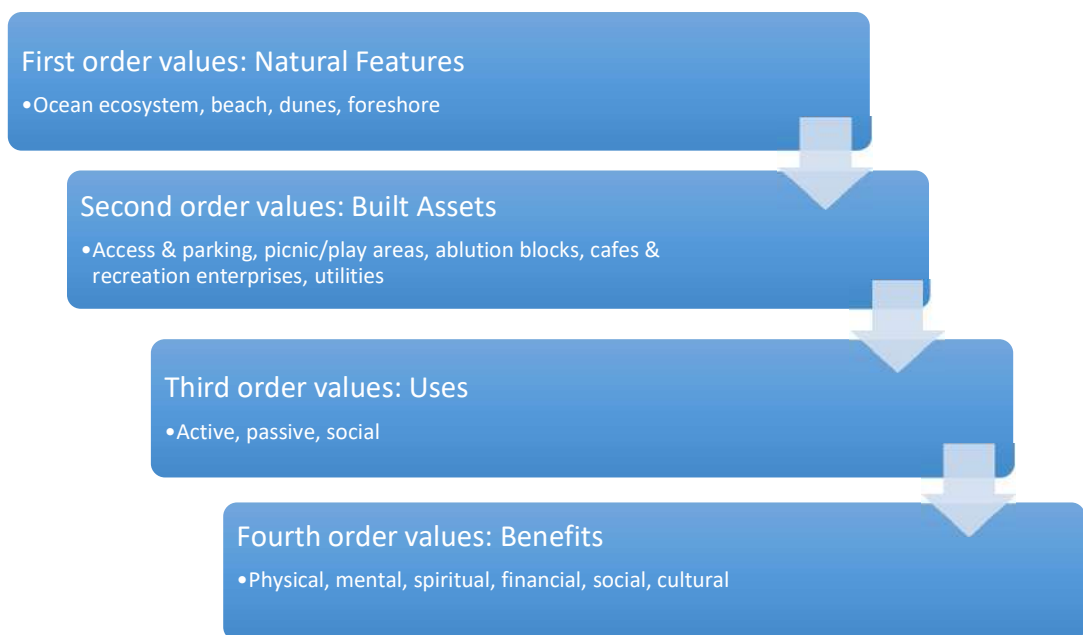 First order values: Natural Features
•Ocean ecosystem, beach, dunes, foreshore
Second order values: Built Assets
•Access & parking, picnic/play areas, ablution blocks, cafes &
recreation enterprises, utilities
Third order values: Uses
•Active, passive, social
Fourth order values: Benefits
•Physical, mental, spiritual, financial, social, cultural